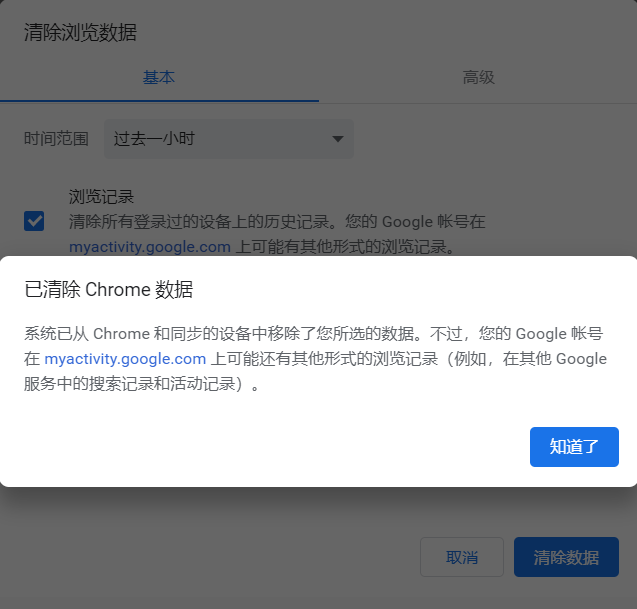 清除浏览数据
基本
高级
时间范围
过去一小时
浏览记录
清除所有登录过的设备上的历史记录。您的 Google 帐号在
myactivity.google.com 上可能有其他形式的浏览记录。
已清除 Chrome 数据
系统已从 Chrome 和同步的设备中移除了您所选的数据。不过，您的 Google 帐号
在 myactivity.google.com 上可能还有其他形式的浏览记录（例如，在其他 Google
服务中的搜索记录和活动记录）。
知道了
取消
清除数据